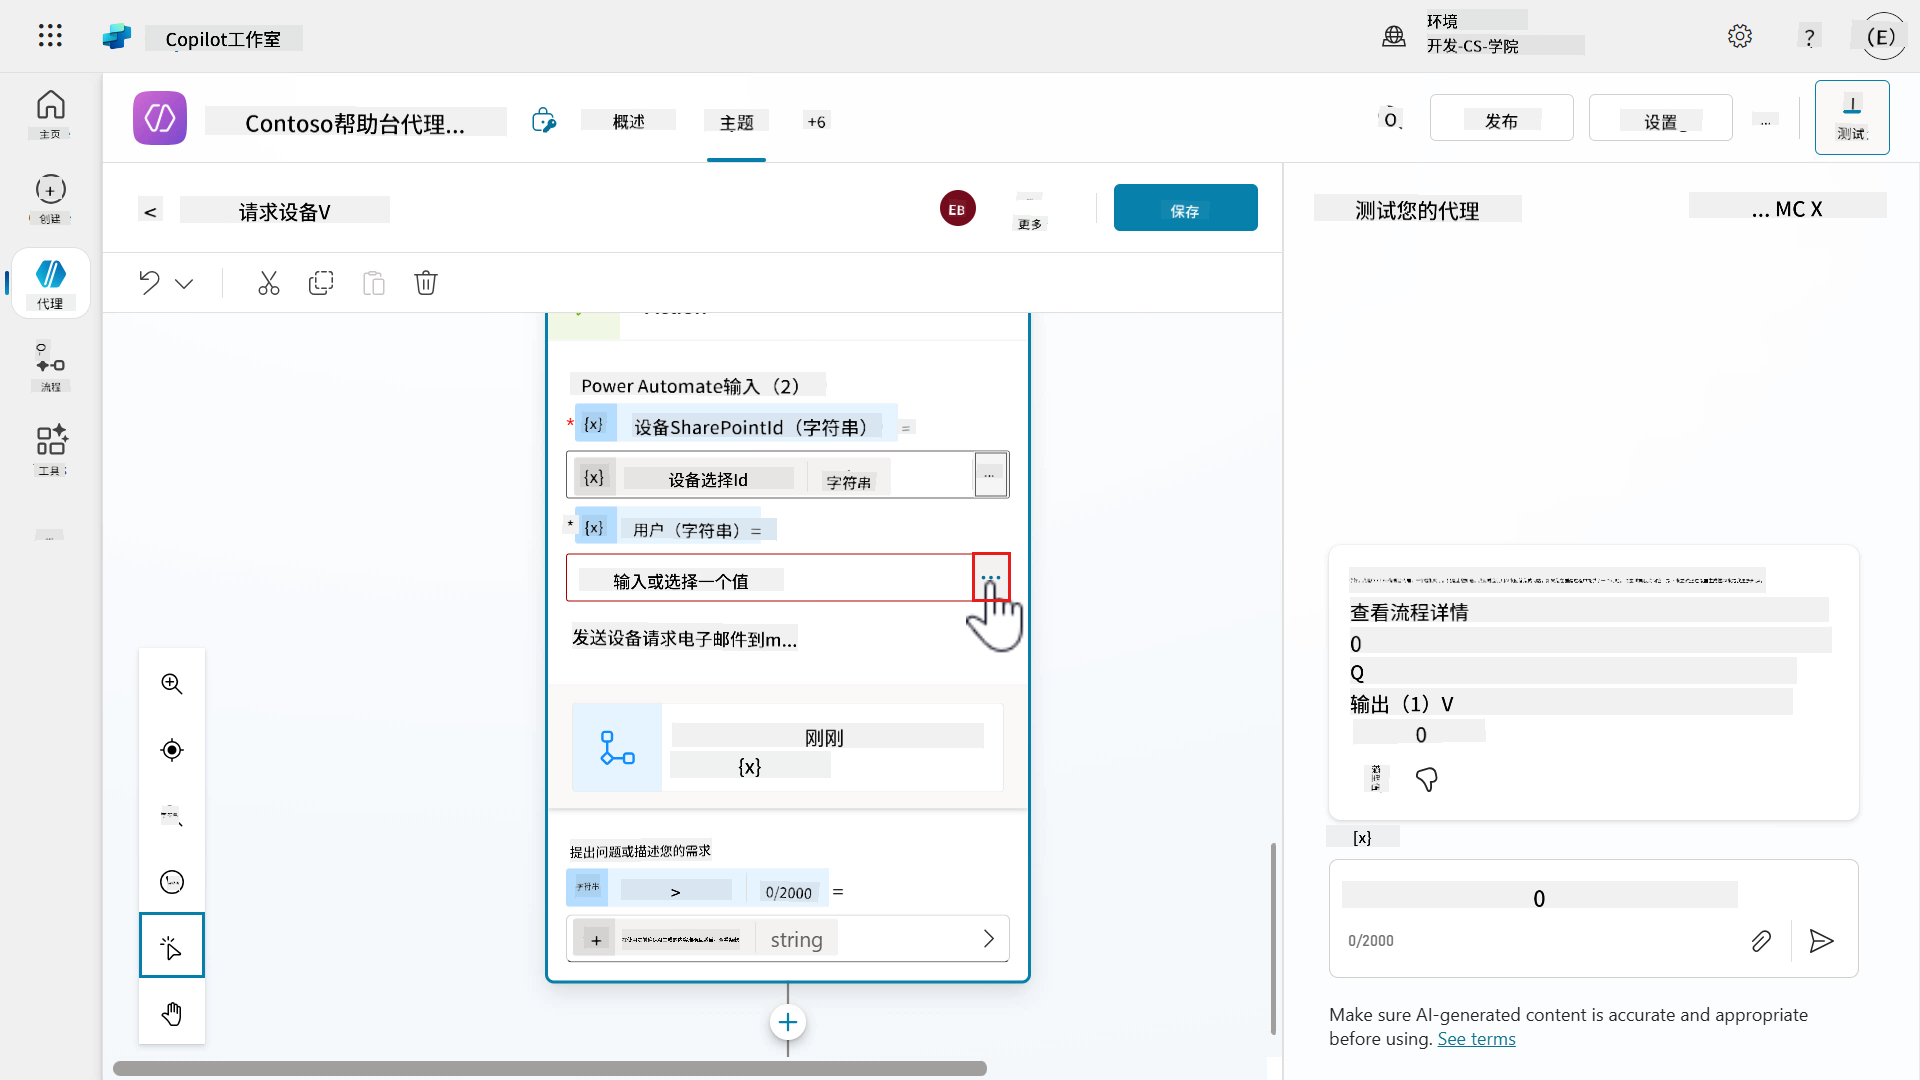 Copilot工作室
环境
开发-CS-学院
?
(E)
主页
创建
代理
流程
工具
Contoso帮助台代理...
概述
主题
+6
发布
设置
...
测试
< 请求设备V
EB
更多
保存
Power Automate输入（2）
* {x} 设备SharePointId（字符串） =
{x} 设备选择Id 字符串 ...
* {x} 用户（字符串）=
输入或选择一个值 ...
发送设备请求电子邮件到m...
刚刚
{x}
提出问题或描述您的需求
字符串 > 0/2000 =
+ string
测试您的代理
... MC X
查看流程详情
0
Q
输出（1）V
0
[x]
0
0/2000
Make sure AI-generated content is accurate and appropriate
before using. See terms